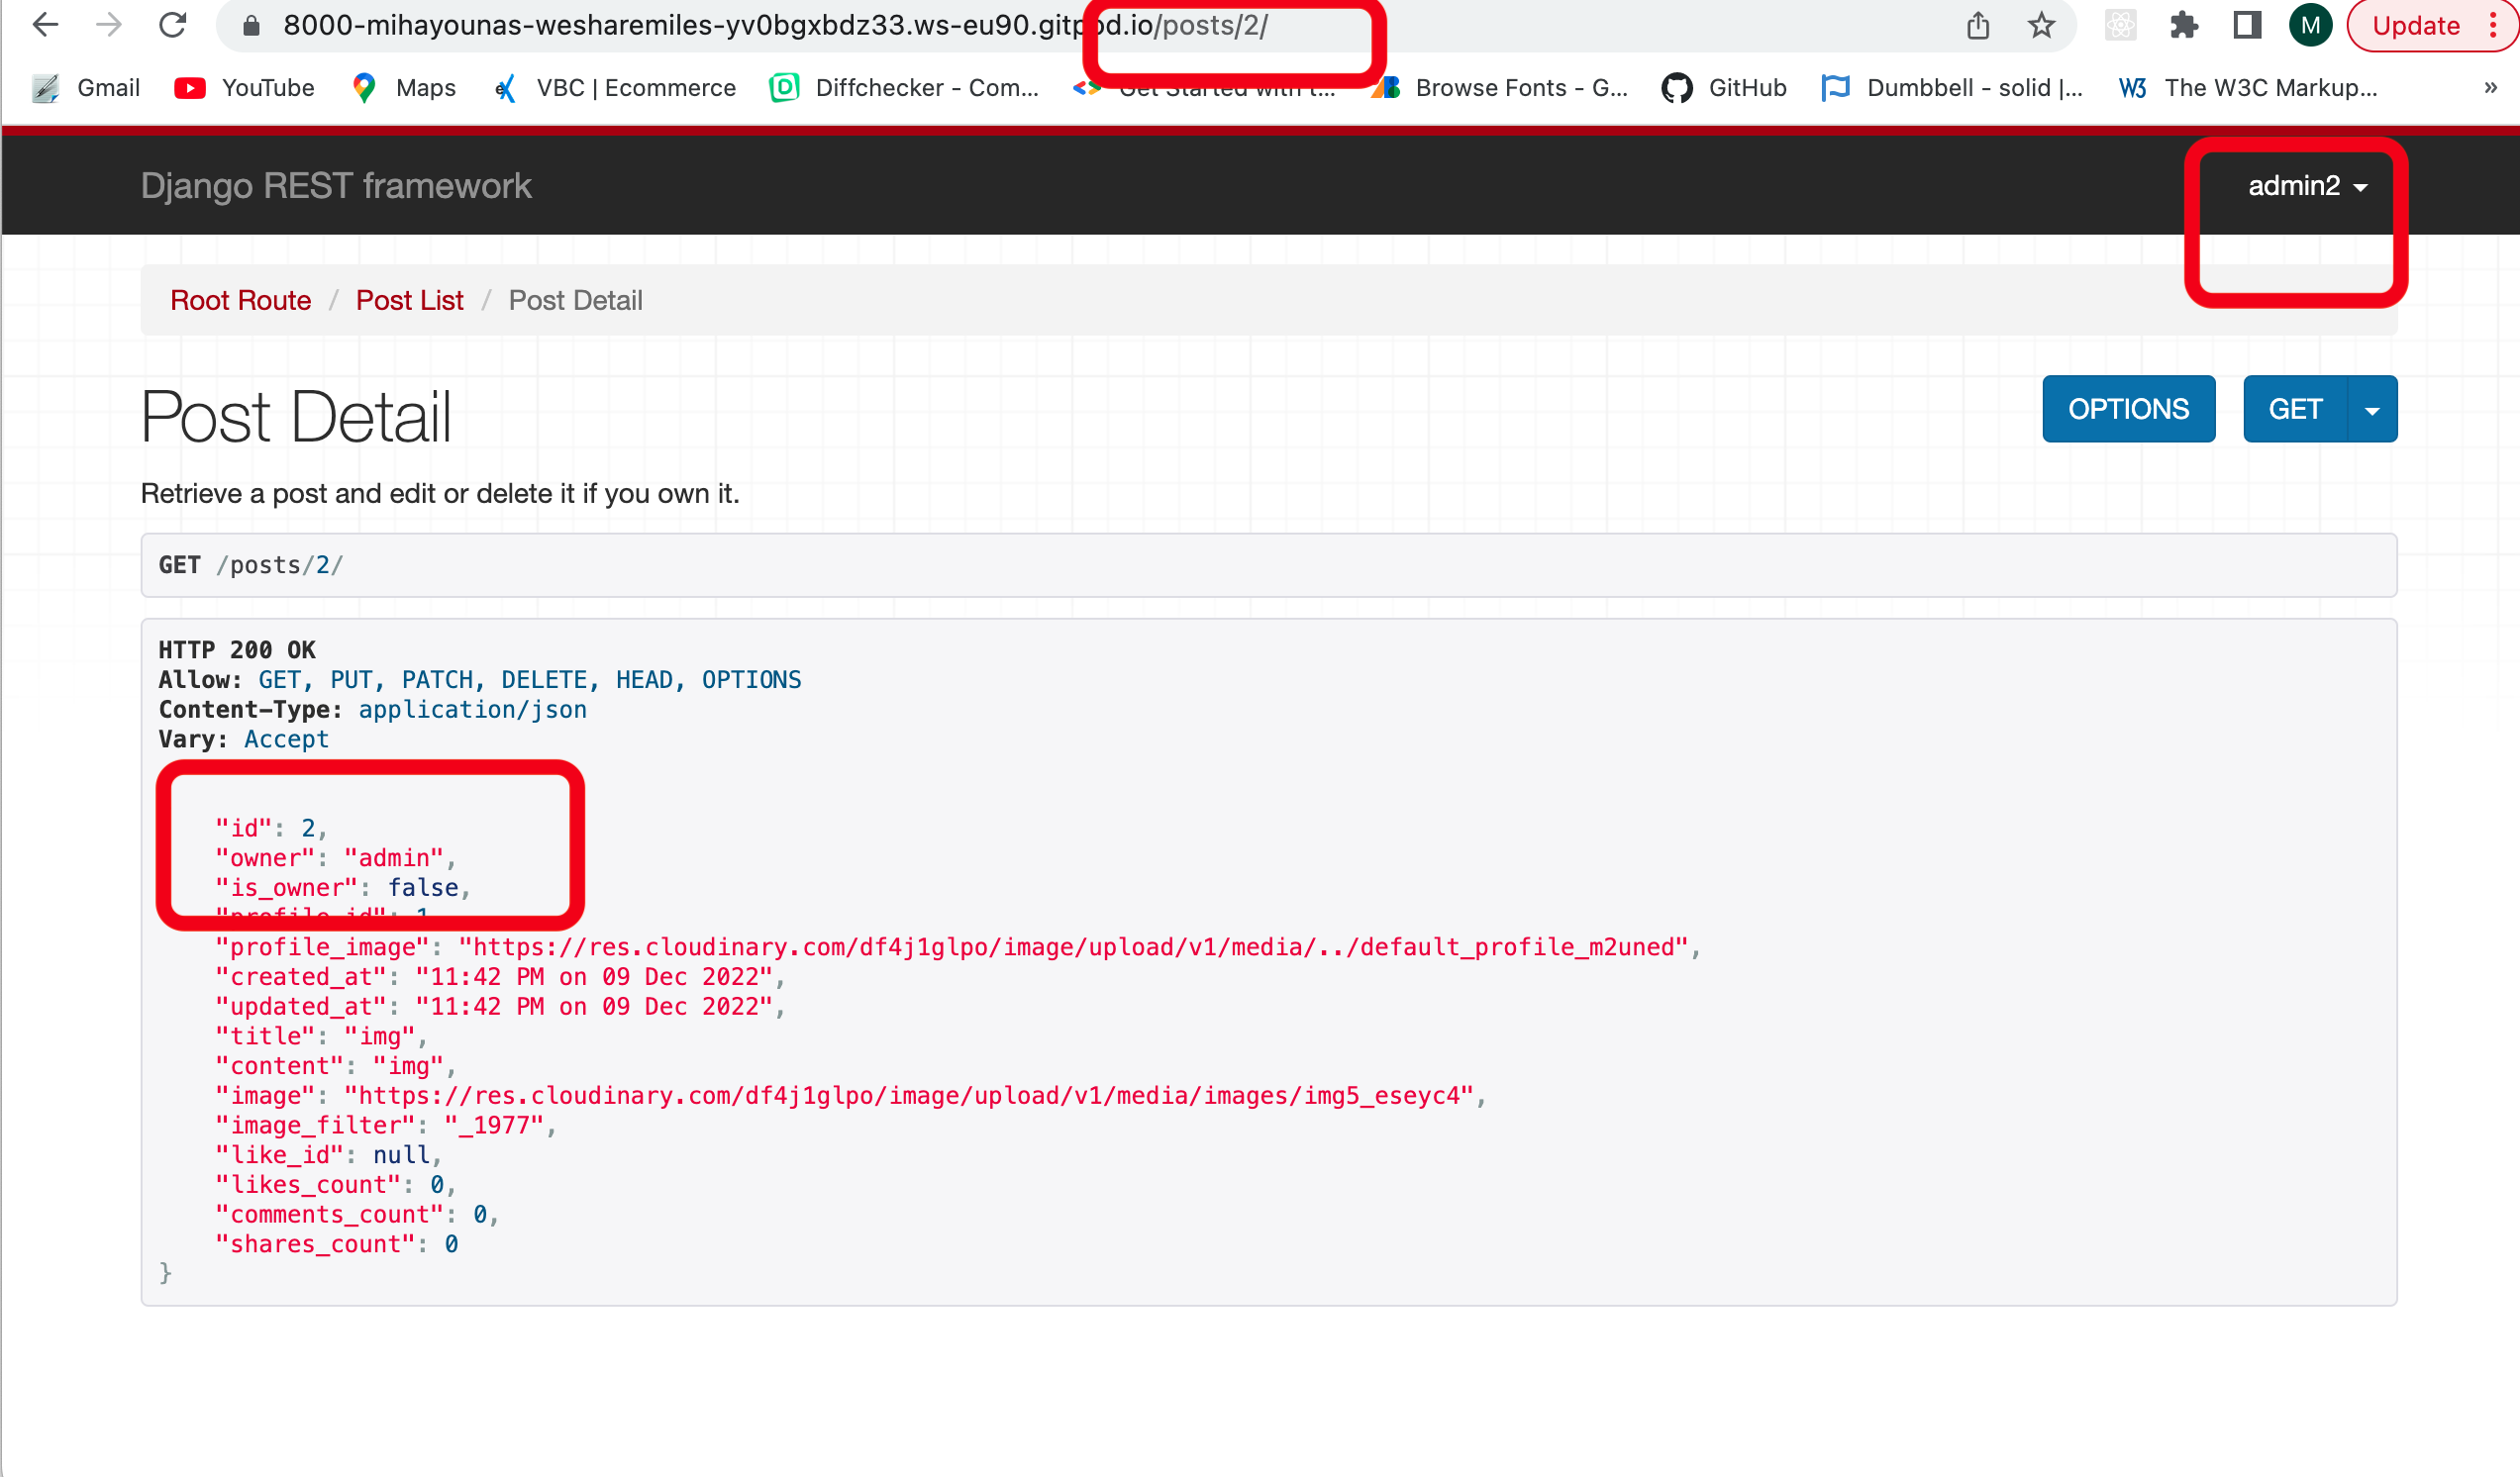 8000-mihayounas-wesharemiles-yv0bgxbdz33.ws-eu90.gitpod.io/posts/2/
M
Update
Gmail
YouTube
Maps
VBC | Ecommerce
Diffchecker - Com...
Get Started with t...
Browse Fonts - G...
GitHub
Dumbbell - solid |...
The W3C Markup...
»
Django REST framework
admin2
Root Route / Post List / Post Detail
Post Detail
OPTIONS
GET
Retrieve a post and edit or delete it if you own it.
GET /posts/2/
HTTP 200 OK
Allow: GET, PUT, PATCH, DELETE, HEAD, OPTIONS
Content-Type: application/json
Vary: Accept
"id": 2,
"owner": "admin",
"is_owner": false,
"profile_id": 1
"profile_image": "https://res.cloudinary.com/df4j1glpo/image/upload/v1/media/../default_profile_m2uned",
"created_at": "11:42 PM on 09 Dec 2022",
"updated_at": "11:42 PM on 09 Dec 2022",
"title": "img",
"content": "img",
"image": "https://res.cloudinary.com/df4j1glpo/image/upload/v1/media/images/img5_eseyc4",
"image_filter": "_1977",
"like_id": null,
"likes_count": 0,
"comments_count": 0,
"shares_count": 0
}